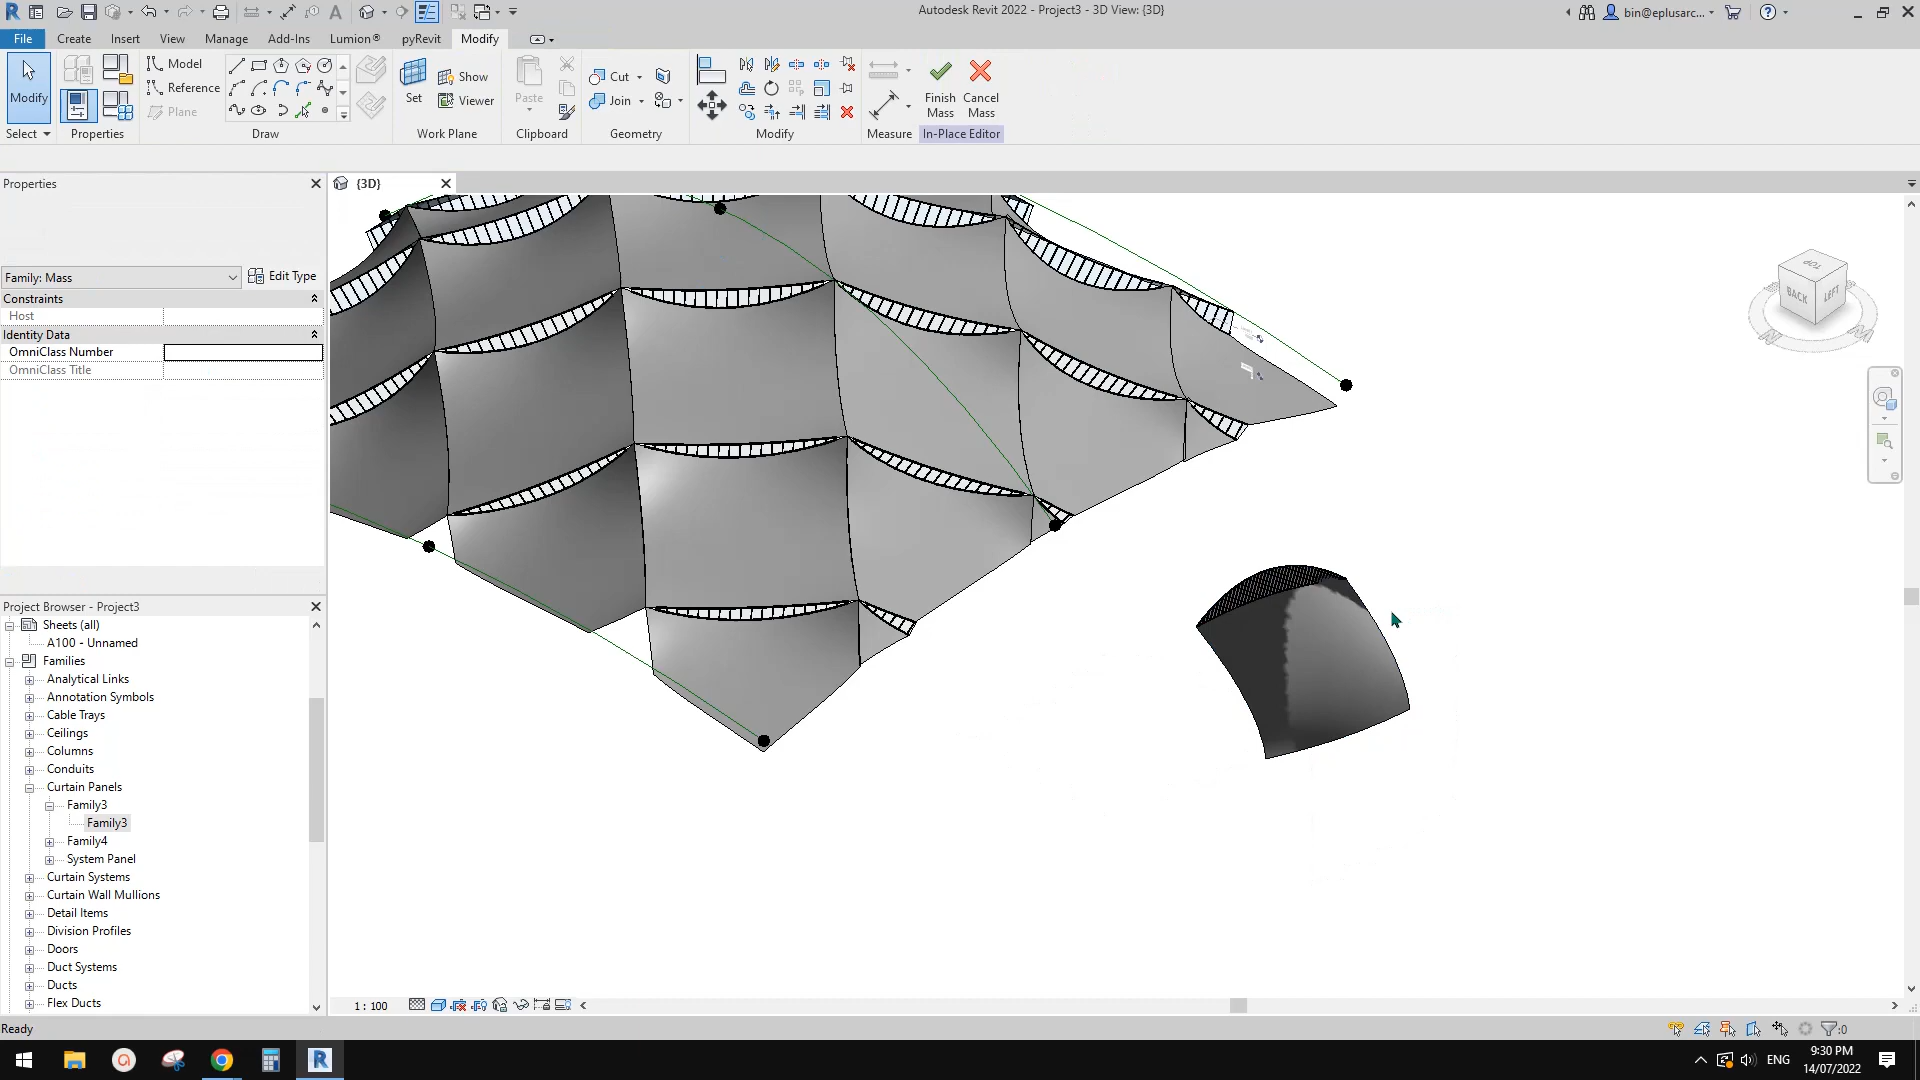 Autodesk Revit 2022 - Project3 - 3D View: {3D}
bin@eplusarc...
File
Create
Insert
View
Manage
Add-Ins
Lumion®
pyRevit
Modify
Modify
Select
Properties
Model
Reference
Plane
Draw
Set
Show
Viewer
Work Plane
Paste
Clipboard
Cut
Join
Geometry
Modify
Measure
Finish
Mass
Cancel
Mass
In-Place Editor
Properties
{3D}
Family: Mass
Edit Type
Constraints
Host
Identity Data
OmniClass Number
OmniClass Title
TOP
BACK
LEFT
Project Browser - Project3
Sheets (all)
A100 - Unnamed
Families
Analytical Links
Annotation Symbols
Cable Trays
Ceilings
Columns
Conduits
Curtain Panels
Family3
Family3
Family4
System Panel
Curtain Systems
Curtain Wall Mullions
Detail Items
Division Profiles
Doors
Duct Systems
Ducts
Flex Ducts
1 : 100
Ready
:0
ENG
9:30 PM
14/07/2022